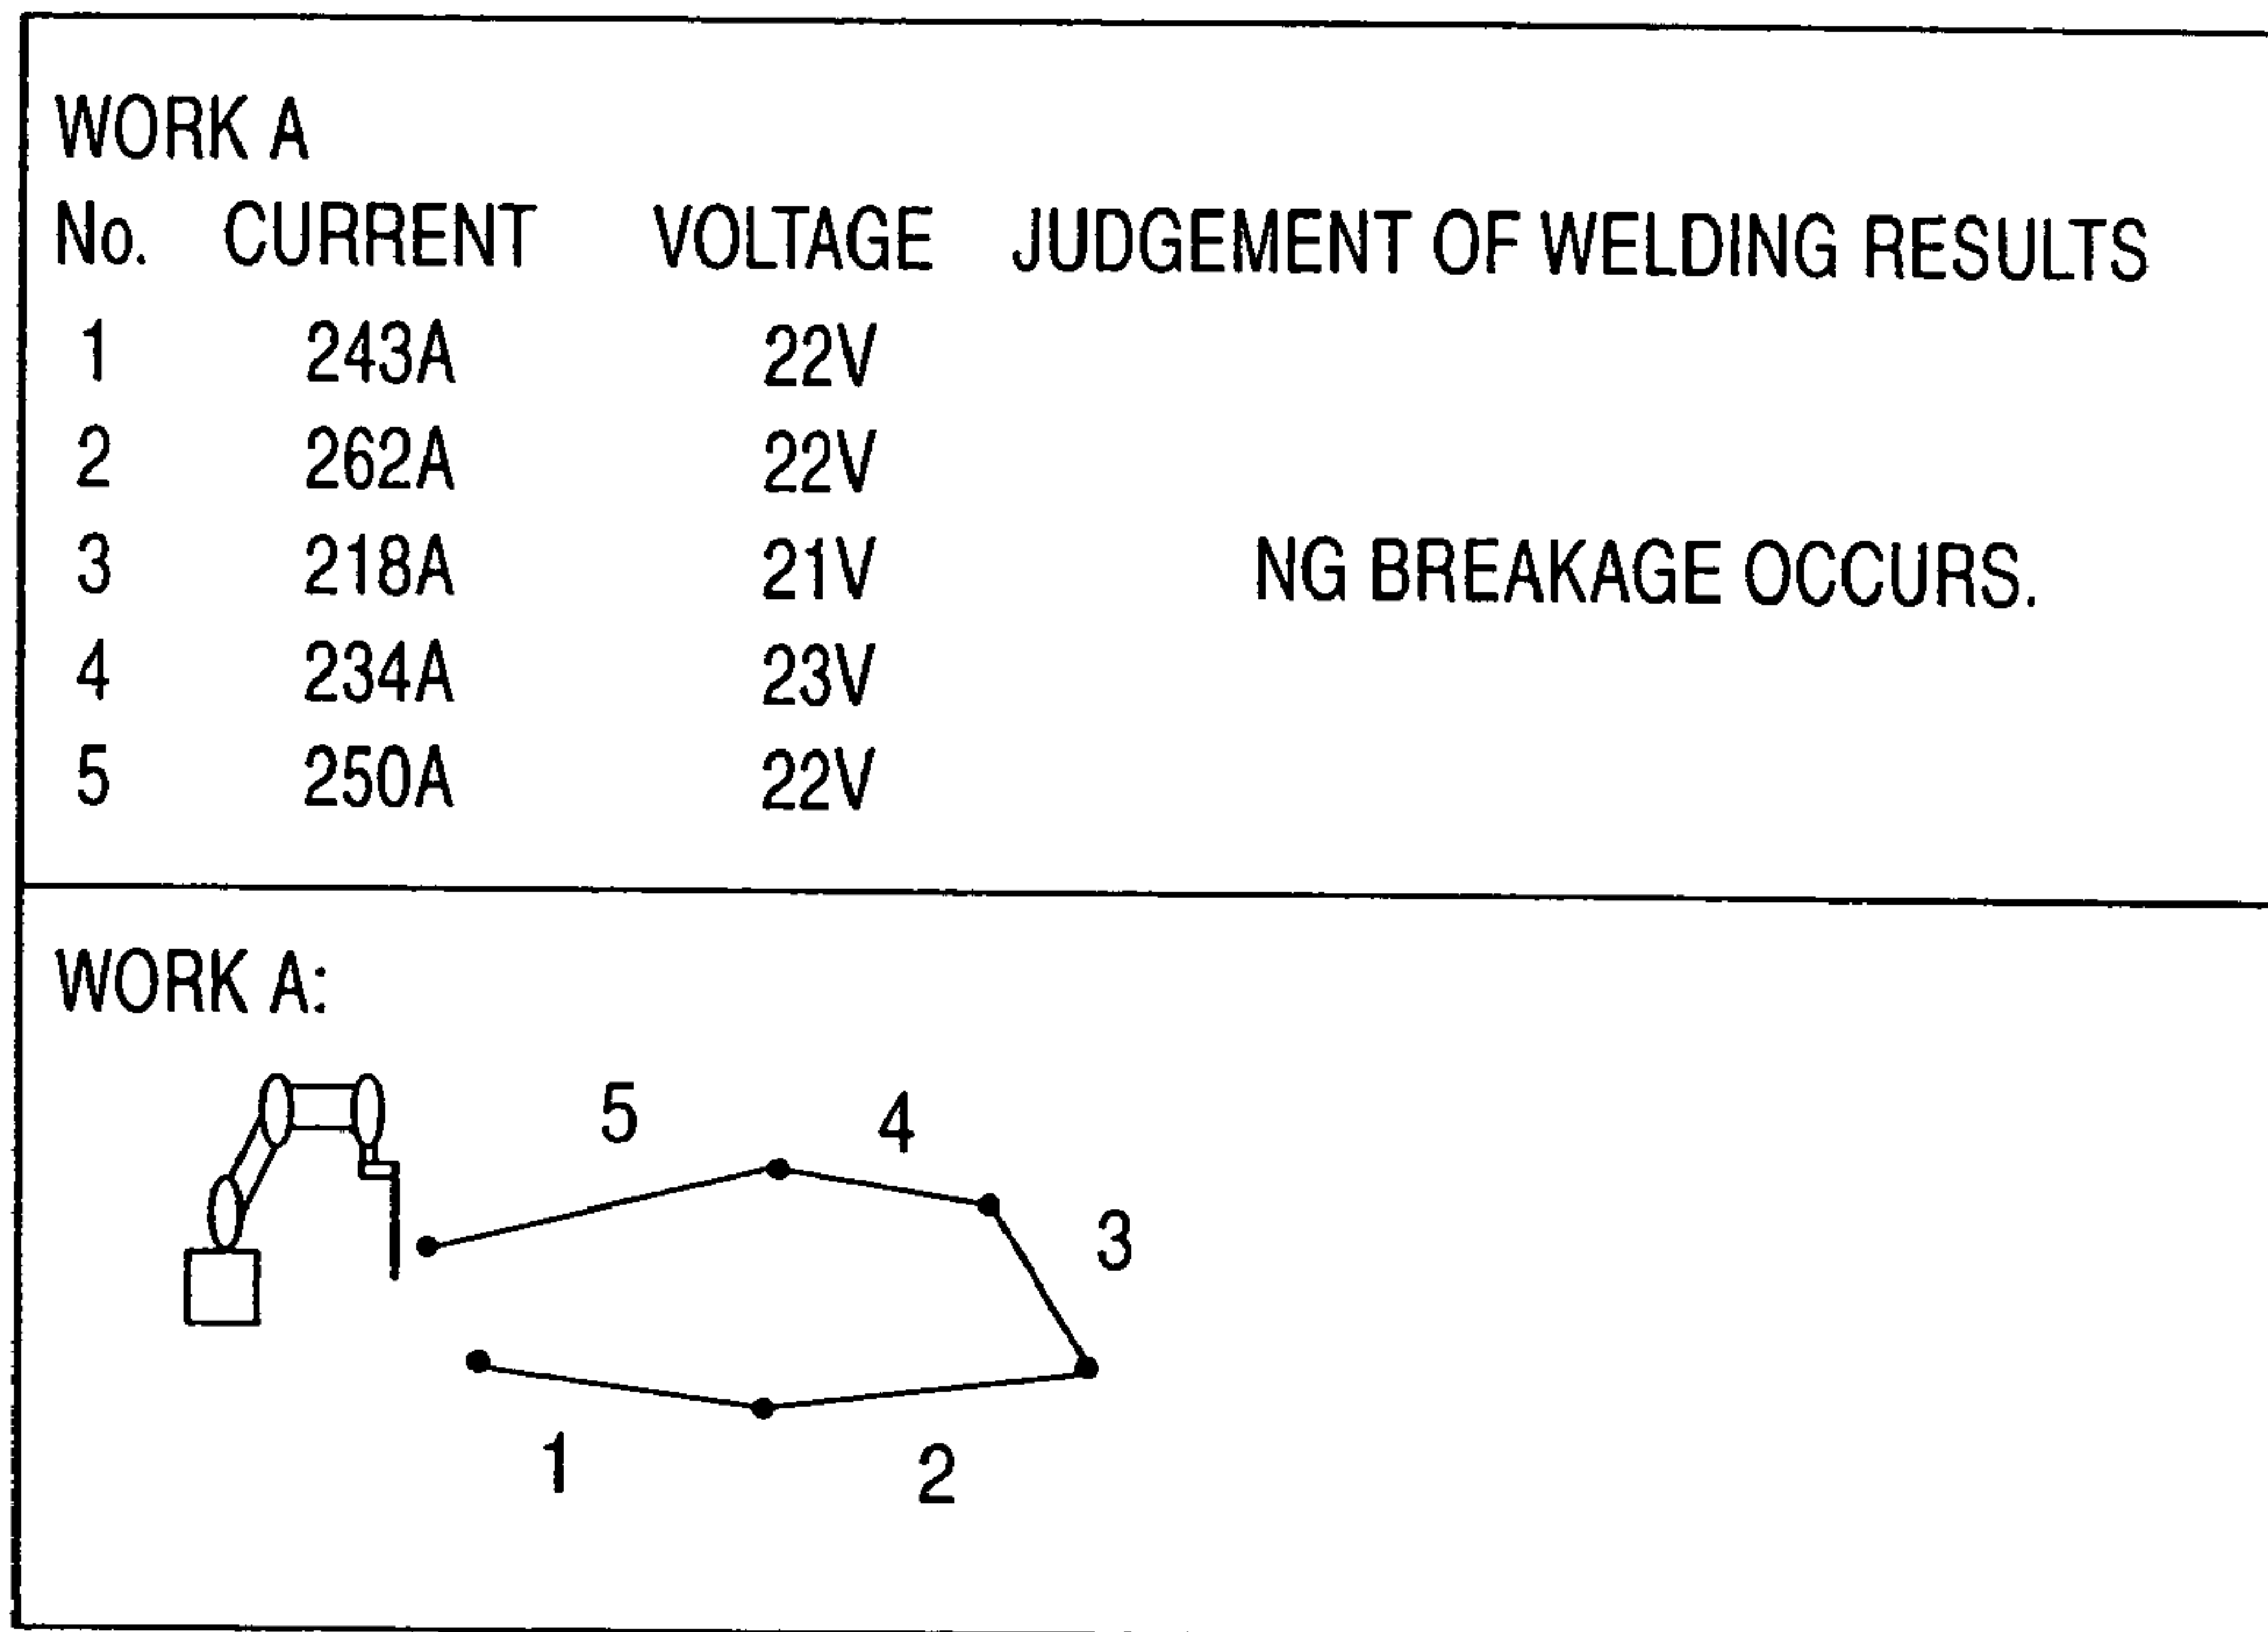 WORK A
No. CURRENT VOLTAGE JUDGEMENT OF WELDING RESULTS
1 243A 22V
2 262A 22V
3 218A 21V NG BREAKAGE OCCURS.
4 234A 23V
5 250A 22V
WORK A:
5 4
3
1 2